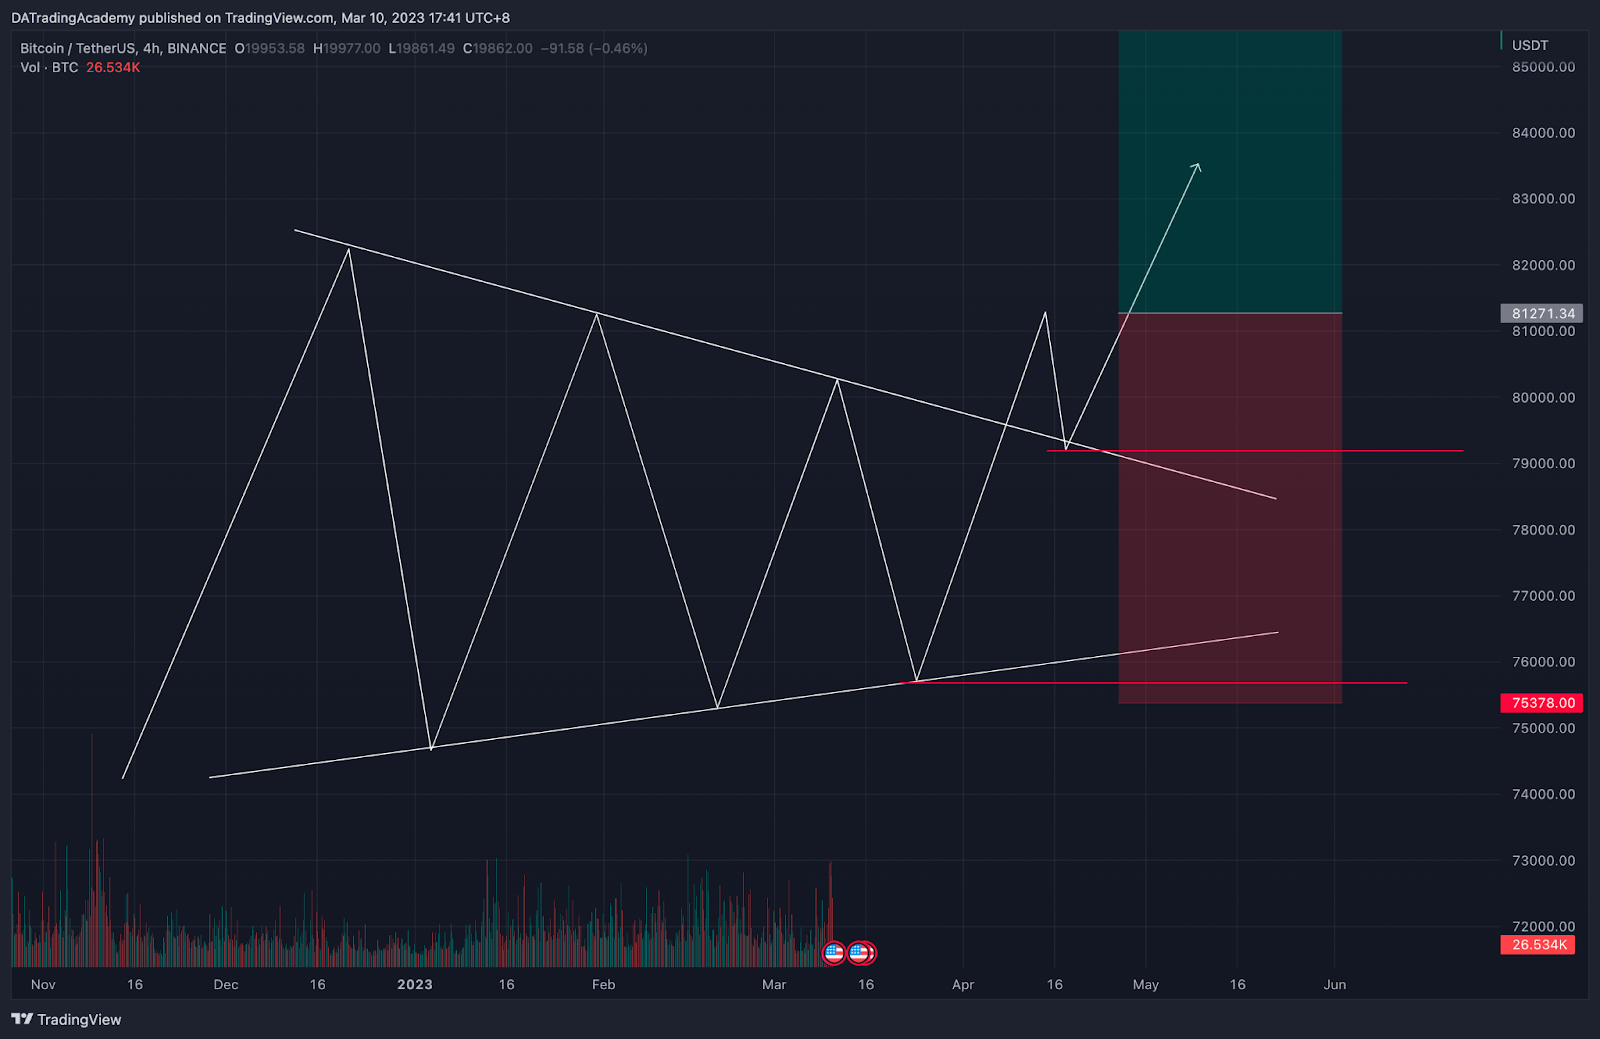 DATradingAcademy published on TradingView.com, Mar 10, 2023 17:41 UTC+8
Bitcoin / TetherUS, 4h, BINANCE O19953.58 H19977.00 L19861.49 C19862.00 −91.58 (−0.46%)
Vol · BTC 26.534K
USDT
85000.00
84000.00
83000.00
82000.00
81271.34
81000.00
80000.00
79000.00
78000.00
77000.00
76000.00
75378.00
75000.00
74000.00
73000.00
72000.00
26.534K
Nov 16 Dec 16 2023 16 Feb Mar 16 Apr 16 May 16 Jun
TradingView